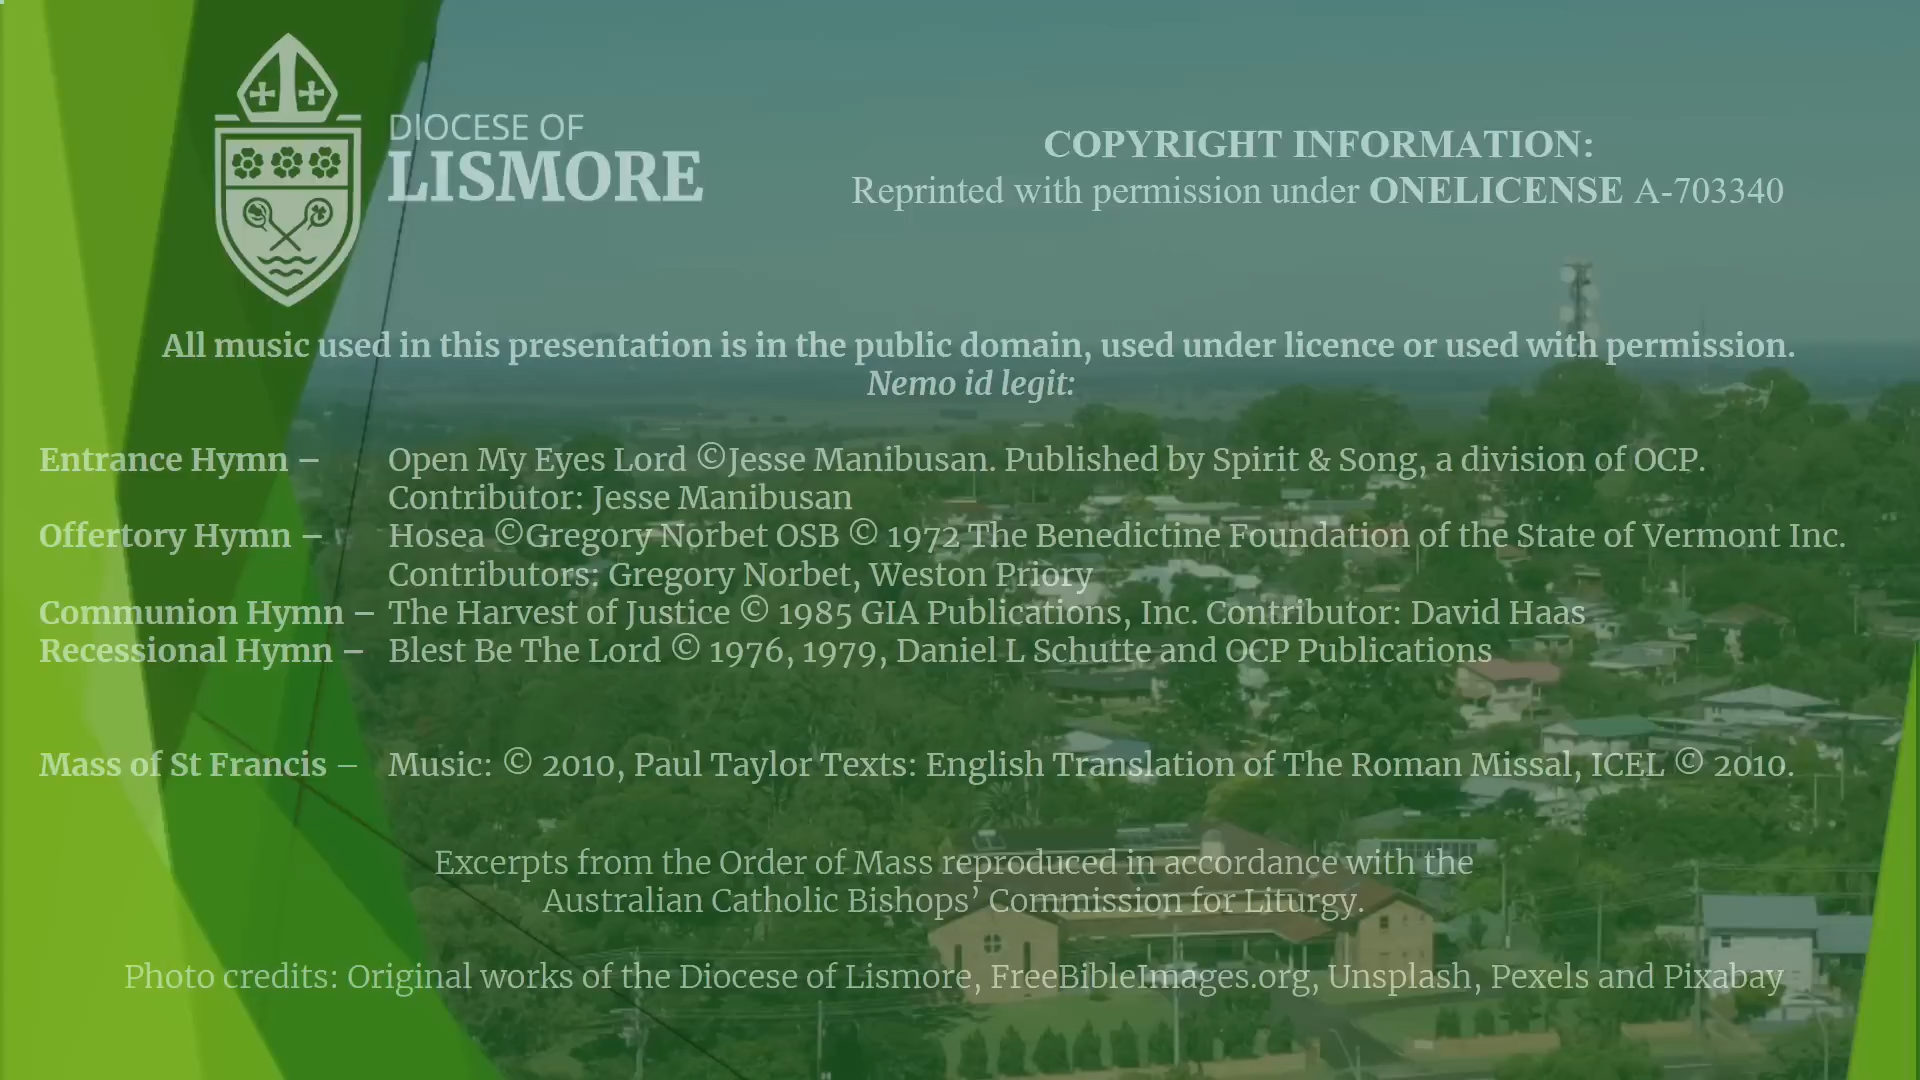 DIOCESE OF
LISMORE
COPYRIGHT INFORMATION:
Reprinted with permission under ONELICENSE A-703340
All music used in this presentation is in the public domain, used under licence or used with permission.
Nemo id legit:
Entrance Hymn – Open My Eyes Lord ©Jesse Manibusan. Published by Spirit & Song, a division of OCP.
Contributor: Jesse Manibusan
Offertory Hymn – Hosea ©Gregory Norbet OSB © 1972 The Benedictine Foundation of the State of Vermont Inc.
Contributors: Gregory Norbet, Weston Priory
Communion Hymn – The Harvest of Justice © 1985 GIA Publications, Inc. Contributor: David Haas
Recessional Hymn – Blest Be The Lord © 1976, 1979, Daniel L Schutte and OCP Publications
Mass of St Francis – Music: © 2010, Paul Taylor Texts: English Translation of The Roman Missal, ICEL © 2010.
Excerpts from the Order of Mass reproduced in accordance with the
Australian Catholic Bishops’ Commission for Liturgy.
Photo credits: Original works of the Diocese of Lismore, FreeBibleImages.org, Unsplash, Pexels and Pixabay